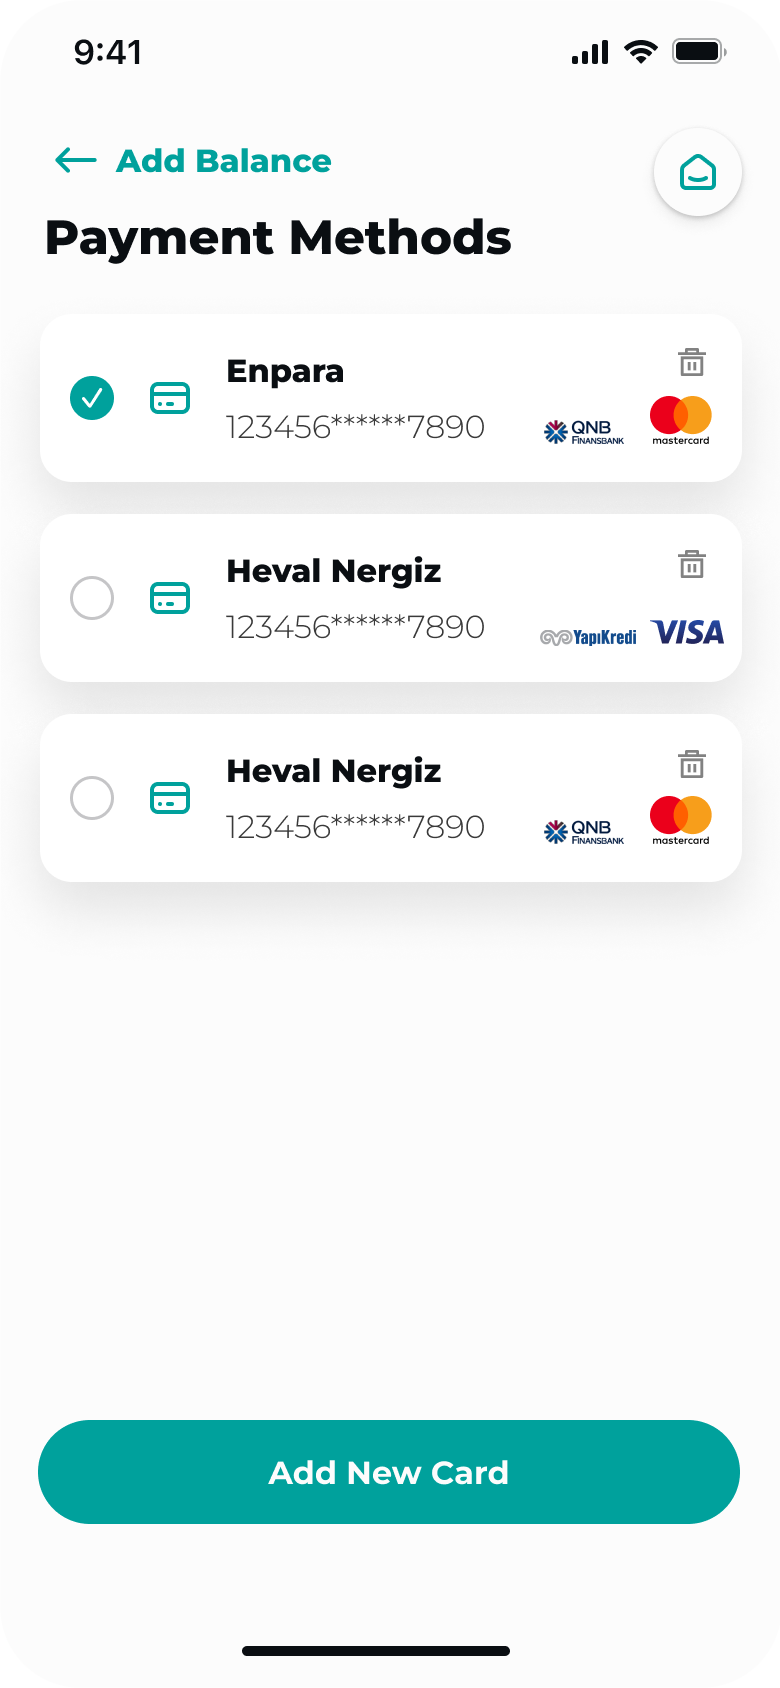 9:41
Add Balance
Payment Methods
Enpara
123456******7890
QNB
FINANSBANK
mastercard
Heval Nergiz
123456******7890
YapıKredi
VISA
Heval Nergiz
123456******7890
QNB
FINANSBANK
mastercard
Add New Card